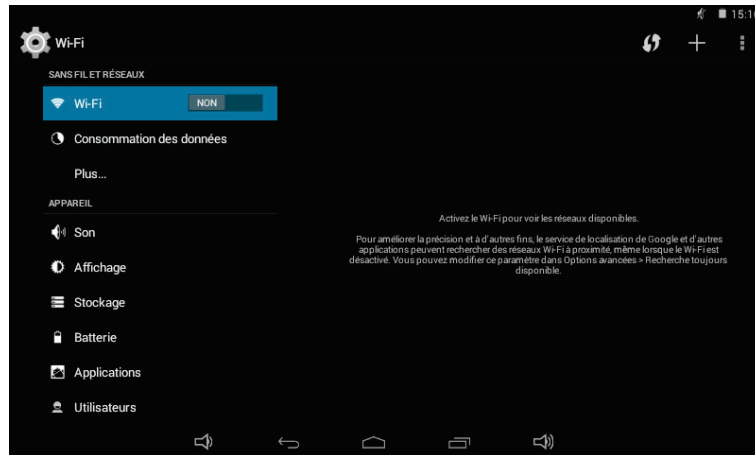 15:10
Wi-Fi
SANS FIL ET RÉSEAUX
Wi-Fi NON
Consommation des données
Plus...
APPAREIL
Son
Affichage
Stockage
Batterie
Applications
Utilisateurs
Activez le Wi-Fi pour voir les réseaux disponibles.
Pour améliorer la précision et à d'autres fins, le service de localisation de Google et d'autres
applications peuvent rechercher des réseaux Wi-Fi à proximité, même lorsque le Wi-Fi est
désactivé. Vous pouvez modifier ce paramètre dans Options avancées > Recherche toujours
disponible.